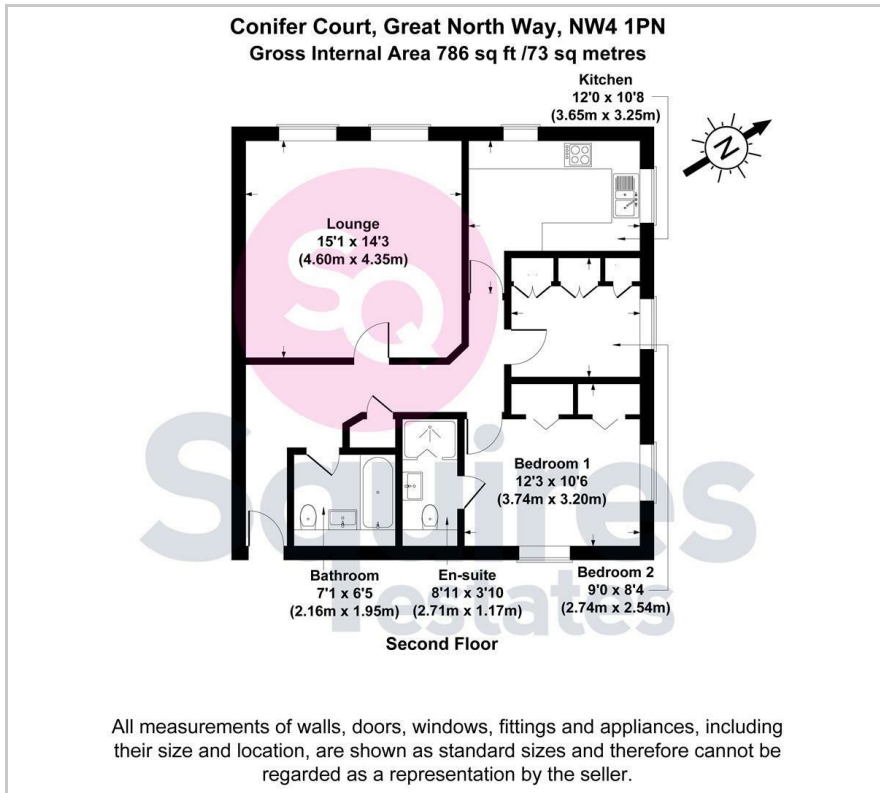 Conifer Court, Great North Way, NW4 1PN
Gross Internal Area 786 sq ft /73 sq metres
Kitchen
12'0 x 10'8
(3.65m x 3.25m)
N
Lounge
15'1 x 14'3
(4.60m x 4.35m)
SQ
Squires
estates
Bedroom 1
12'3 x 10'6
(3.74m x 3.20m)
Bathroom
7'1 x 6'5
(2.16m x 1.95m)
En-suite
8'11 x 3'10
(2.71m x 1.17m)
Bedroom 2
9'0 x 8'4
(2.74m x 2.54m)
Second Floor
All measurements of walls, doors, windows, fittings and appliances, including
their size and location, are shown as standard sizes and therefore cannot be
regarded as a representation by the seller.